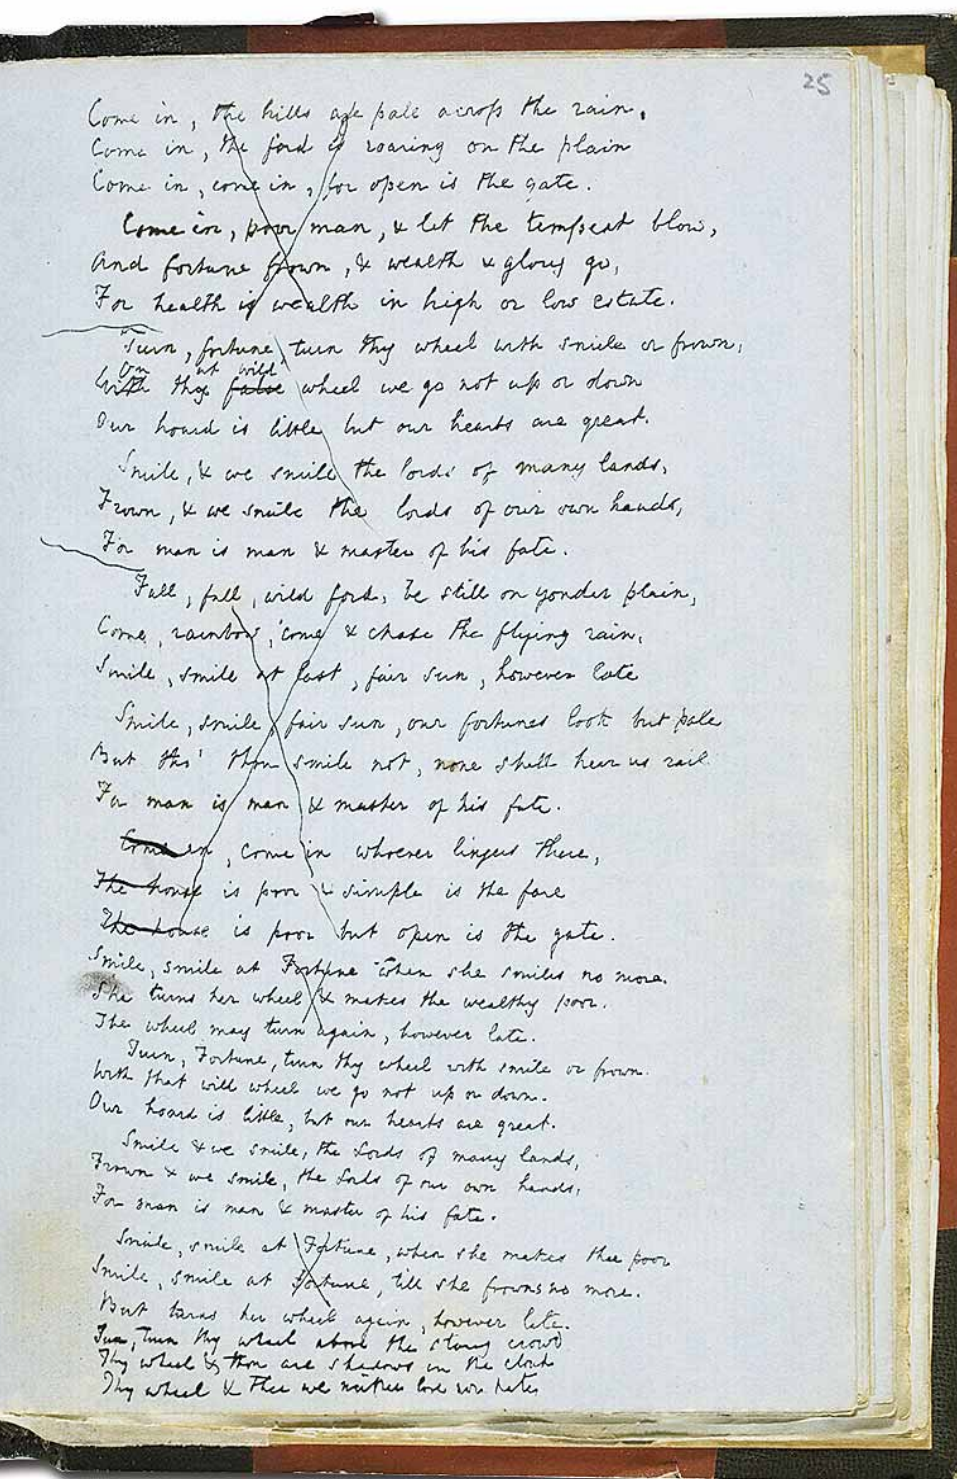 25
Come in, the hills are pale across the rain,
Come in, the ford is roaring on the plain
Come in, come in, for open is the gate.
Come in, poor man, & let the tempest blow,
And fortune frown, & wealth & glory go,
For health is wealth in high or low estate.
Turn, fortune, turn thy wheel with smile or frown,
On at wild
With thy false wheel we go not up or down
Our hoard is little, but our hearts are great.
Smile, & we smile the lords of many lands,
Frown, & we smile the lords of our own hands,
For man is man & master of his fate.
Fall, fall, wild ford, be still on yonder plain,
Come, rainbow, come & chase the flying rain,
Smile, smile at last, fair sun, however late
Smile, smile, fair sun, our fortunes look but pale
But tho' thou smile not, none shall hear us rail
For man is man & master of his fate.
Come in, come in whoever lingers there,
The house is poor & simple is the fare
The house is poor but open is the gate.
Smile, smile at Fortune when she smiles no more.
She turns her wheel & makes the wealthy poor.
The wheel may turn again, however late.
Turn, Fortune, turn thy wheel with smile or frown.
With that wild wheel we go not up or down.
Our hoard is little, but our hearts are great.
Smile & we smile, the Lords of many lands,
Frown & we smile, the Lords of our own hands,
For man is man & master of his fate.
Smile, smile at Fortune, when she makes thee poor
Smile, smile at fortune, till she frowns no more.
But turns her wheel again, however late.
Turn, turn thy wheel above the staring crowd
Thy wheel & thou are shadows in the cloud
Thy wheel & thee we neither love nor hate